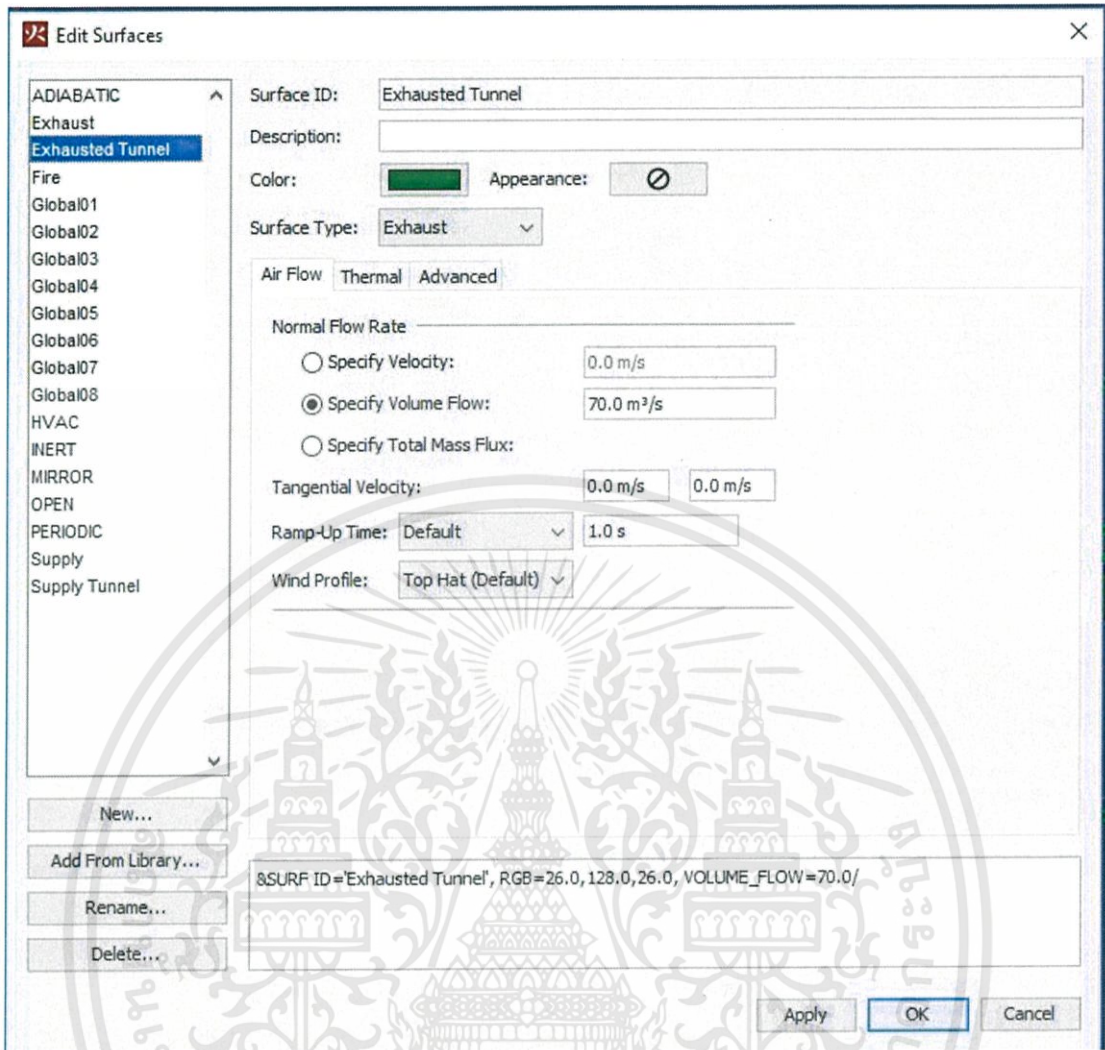 Edit Surfaces
ADIABATIC
Exhaust
Exhausted Tunnel
Fire
Global01
Global02
Global03
Global04
Global05
Global06
Global07
Global08
HVAC
INERT
MIRROR
OPEN
PERIODIC
Supply
Supply Tunnel
New...
Add From Library...
Rename...
Delete...
Surface ID: Exhausted Tunnel
Description:
Color: Appearance:
Surface Type: Exhaust
Air Flow Thermal Advanced
Normal Flow Rate
Specify Velocity: 0.0 m/s
Specify Volume Flow: 70.0 m³/s
Specify Total Mass Flux:
Tangential Velocity: 0.0 m/s 0.0 m/s
Ramp-Up Time: Default 1.0 s
Wind Profile: Top Hat (Default)
&SURF ID='Exhausted Tunnel', RGB=26.0,128.0,26.0, VOLUME_FLOW=70.0/
Apply OK Cancel